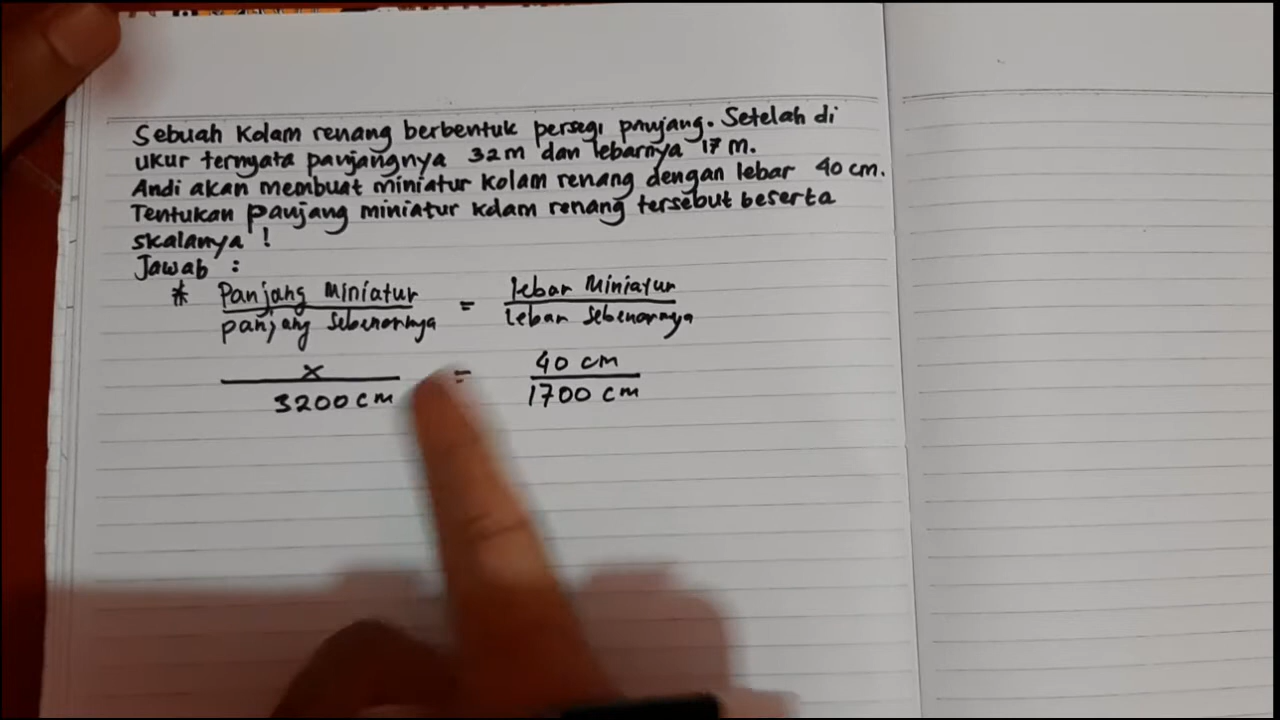 Sebuah Kolam renang berbentuk persegi panjang. Setelah di
ukur ternyata panjangnya 32 m dan lebarnya 17 m.
Andi akan membuat miniatur kolam renang dengan lebar 40 cm.
Tentukan panjang miniatur kolam renang tersebut beserta
skalanya !
Jawab :
* Panjang Miniatur = lebar Miniatur
panjang Sebenarnya lebar Sebenarnya
x = 40 cm
3200 cm 1700 cm